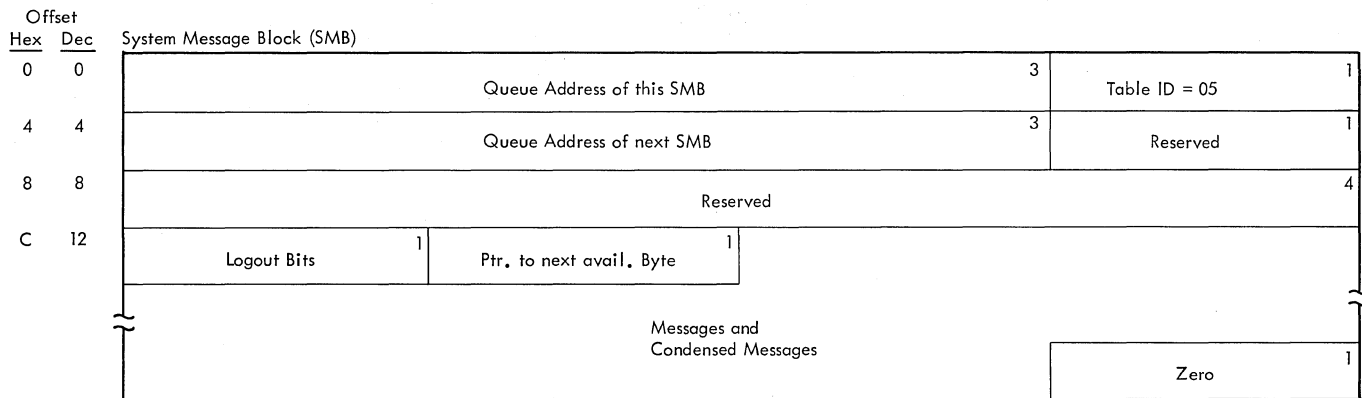 Offset
Hex Dec System Message Block (SMB)
0 0 Queue Address of this SMB 3 Table ID = 05 1
4 4 Queue Address of next SMB 3 Reserved 1
8 8 Reserved 4
C 12 Logout Bits 1 Ptr. to next avail. Byte 1
Messages and
Condensed Messages
Zero 1